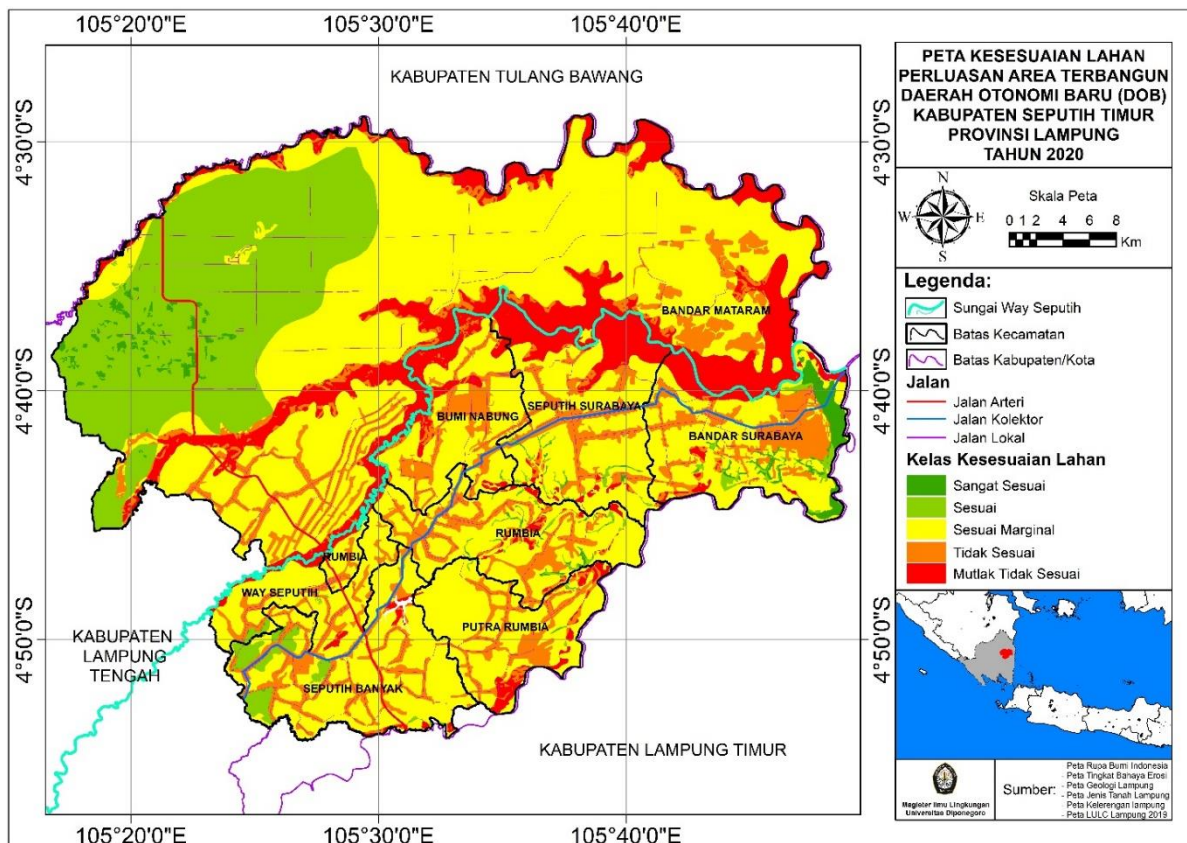 105°20'0"E 105°30'0"E 105°40'0"E
4°30'0"S
4°40'0"S
4°50'0"S
KABUPATEN TULANG BAWANG
BANDAR MATARAM
BUMI NABUNG
SEPUTIH SURABAYA
BANDAR SURABAYA
RUMBIA
RUMBIA
WAY SEPUTIH
PUTRA RUMBIA
SEPUTIH BANYAK
KABUPATEN
LAMPUNG
TENGAH
KABUPATEN LAMPUNG TIMUR
4°30'0"S
4°40'0"S
4°50'0"S
105°20'0"E 105°30'0"E 105°40'0"E
PETA KESESUAIAN LAHAN
PERLUASAN AREA TERBANGUN
DAERAH OTONOMI BARU (DOB)
KABUPATEN SEPUTIH TIMUR
PROVINSI LAMPUNG
TAHUN 2020
N
W E
S
Skala Peta
0 1 2 4 6 8
Km
Legenda:
Sungai Way Seputih
Batas Kecamatan
Batas Kabupaten/Kota
Jalan
Jalan Arteri
Jalan Kolektor
Jalan Lokal
Kelas Kesesuaian Lahan
Sangat Sesuai
Sesuai
Sesuai Marginal
Tidak Sesuai
Mutlak Tidak Sesuai
Magister Ilmu Lingkungan
Universitas Diponegoro
Sumber:
- Peta Rupa Bumi Indonesia
- Peta Tingkat Bahaya Erosi
- Peta Geologi Lampung
- Peta Jenis Tanah Lampung
- Peta Kelerengan lampung
- Peta LULC Lampung 2019